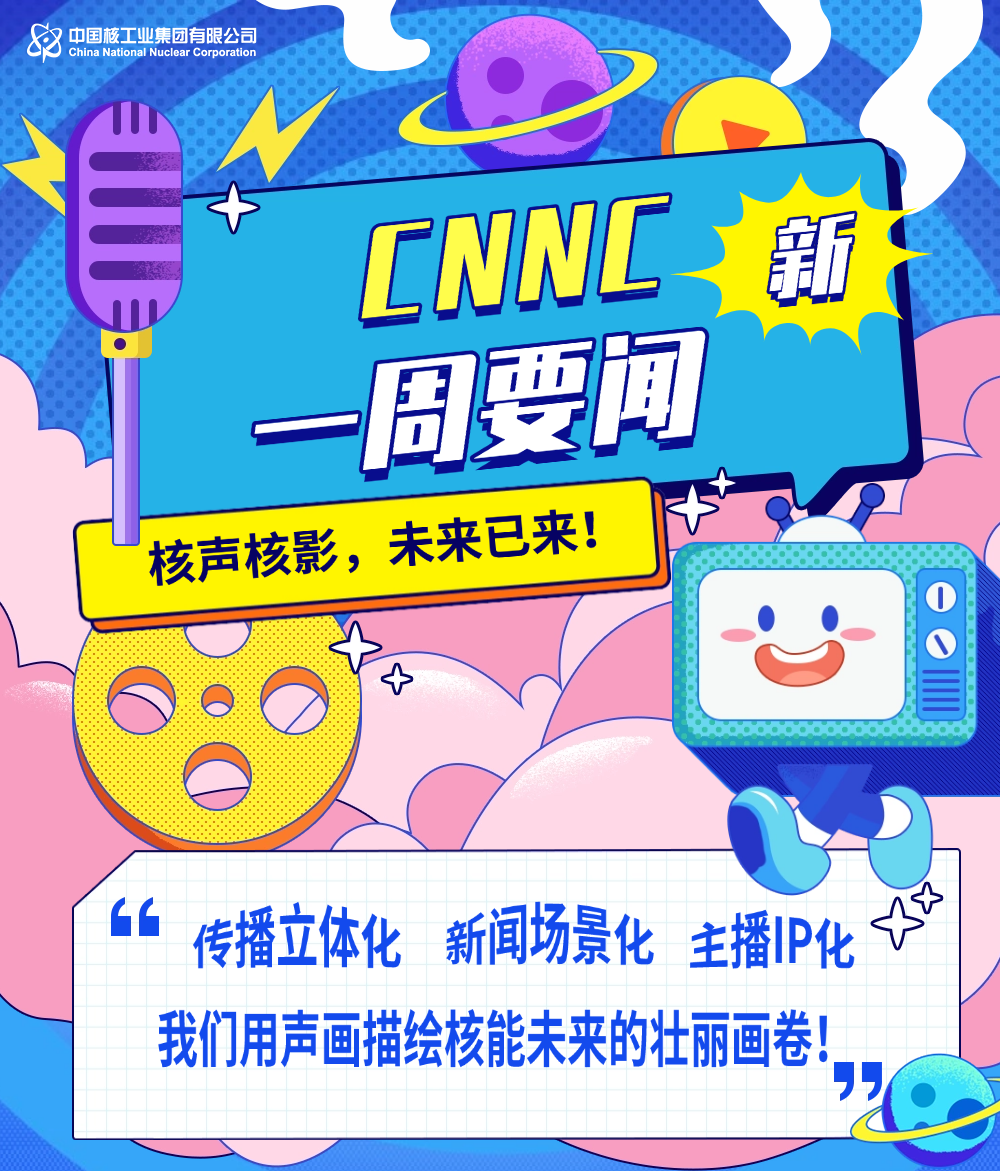 中国核工业集团有限公司
China National Nuclear Corporation
CNNC
新
一周要闻
核声核影，未来已来！
“传播立体化 新闻场景化 主播IP化
我们用声画描绘核能未来的壮丽画卷！”